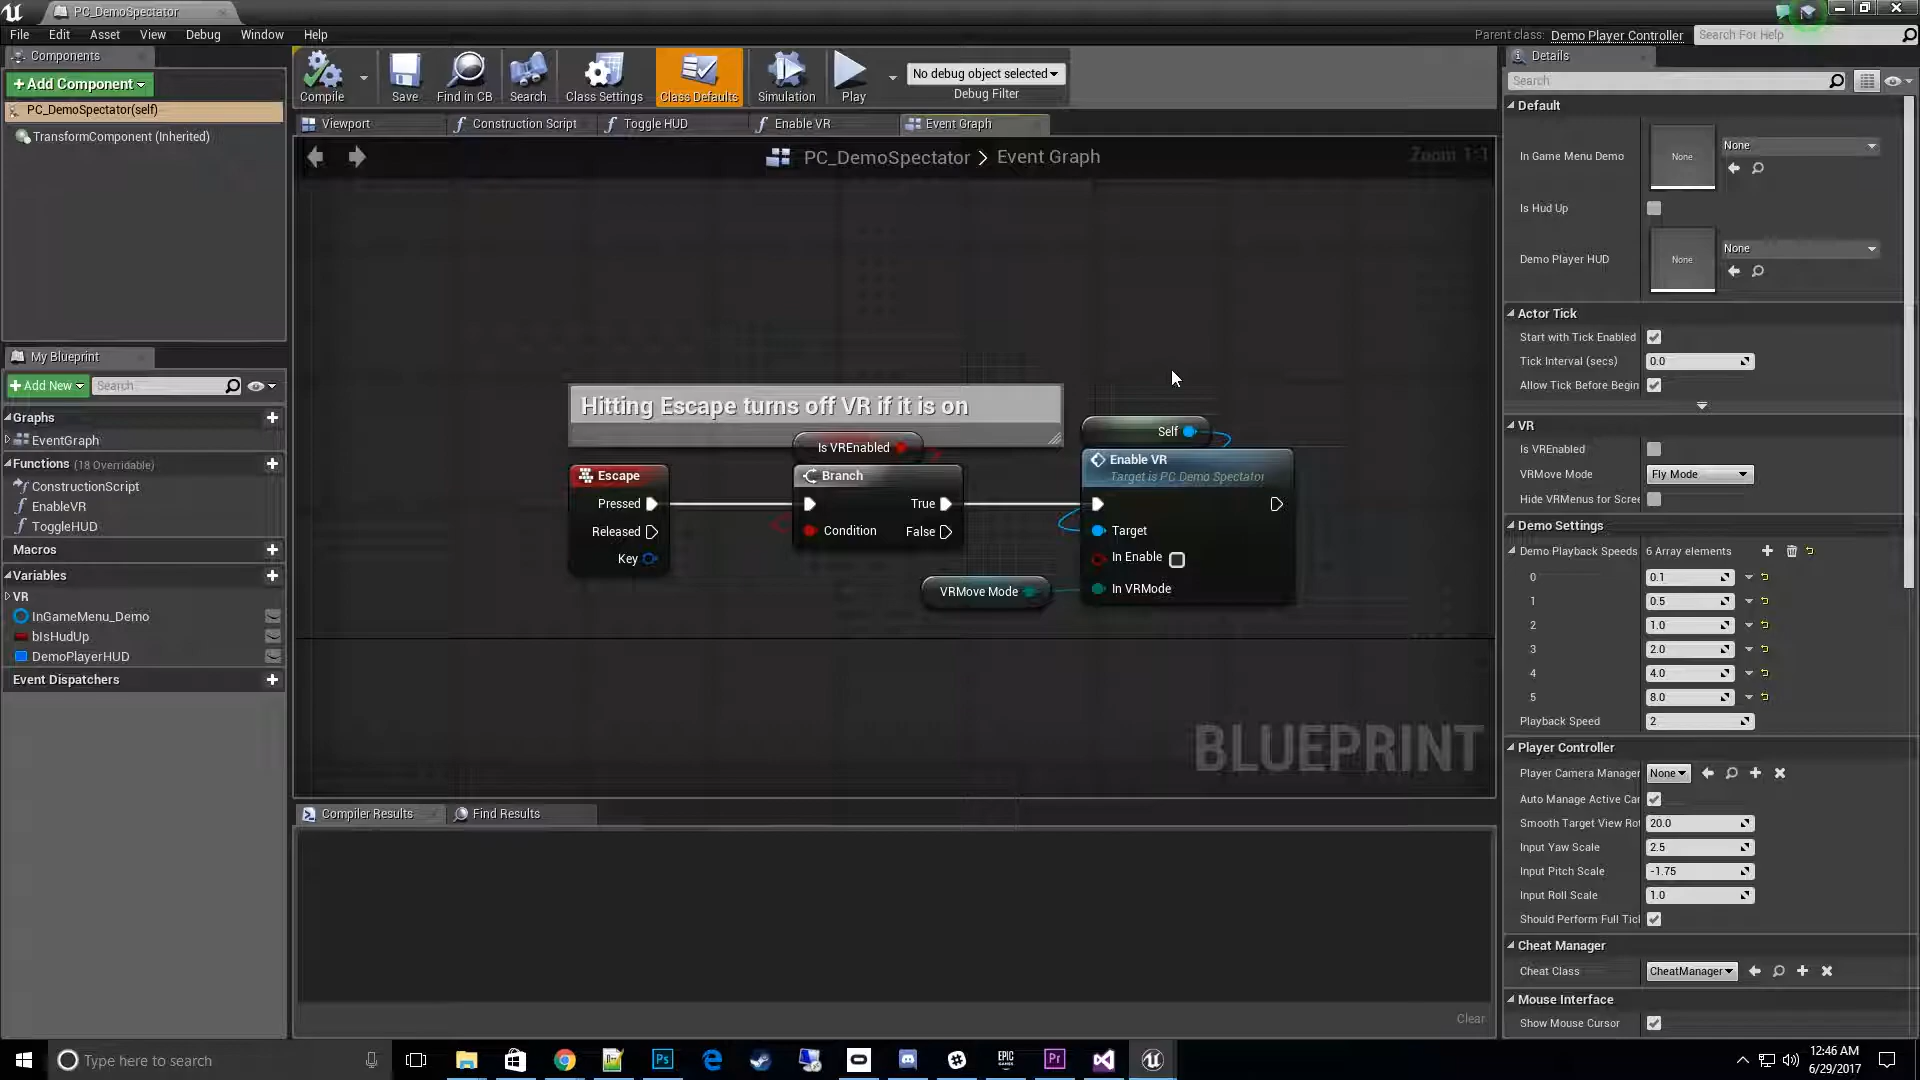 PC_DemoSpectator
File Edit Asset View Debug Window Help
Parent class: Demo Player Controller
Search For Help
Components
+Add Component
PC_DemoSpectator(self)
TransformComponent (Inherited)
Compile
Save
Find in CB
Search
Class Settings
Class Defaults
Simulation
Play
No debug object selected
Debug Filter
Viewport
Construction Script
Toggle HUD
Enable VR
Event Graph
PC_DemoSpectator > Event Graph
Zoom 1:1
My Blueprint
+Add New
Search
Graphs
EventGraph
Functions (18 Overridable)
ConstructionScript
EnableVR
ToggleHUD
Macros
Variables
VR
InGameMenu_Demo
bIsHudUp
DemoPlayerHUD
Event Dispatchers
Hitting Escape turns off VR if it is on
Is VREnabled
Escape
Pressed
Released
Key
Branch
True
Condition
False
Self
Enable VR
Target is PC Demo Spectator
Target
In Enable
In VRMode
VRMove Mode
BLUEPRINT
Compiler Results
Find Results
Clear
Details
Search
Default
In Game Menu Demo
None
None
Is Hud Up
Demo Player HUD
None
None
Actor Tick
Start with Tick Enabled
Tick Interval (secs) 0.0
Allow Tick Before Begin
VR
Is VREnabled
VRMove Mode Fly Mode
Hide VRMenus for Scree
Demo Settings
Demo Playback Speeds 6 Array elements
0 0.1
1 0.5
2 1.0
3 2.0
4 4.0
5 8.0
Playback Speed 2
Player Controller
Player Camera Manager None
Auto Manage Active Ca
Smooth Target View Rot 20.0
Input Yaw Scale 2.5
Input Pitch Scale -1.75
Input Roll Scale 1.0
Should Perform Full Tick
Cheat Manager
Cheat Class CheatManager
Mouse Interface
Show Mouse Cursor
Type here to search
Ps
EPIC
GAMES
Pr
12:46 AM
6/29/2017